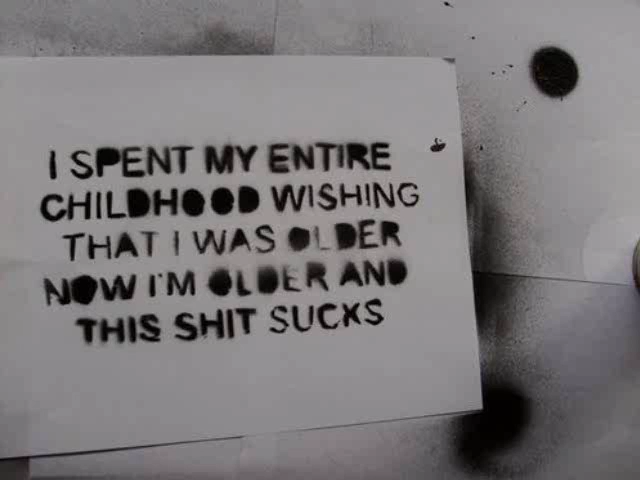 I SPENT MY ENTIRE
CHILDHOOD WISHING
THAT I WAS OLDER
NOW I'M OLDER AND
THIS SHIT SUCKS